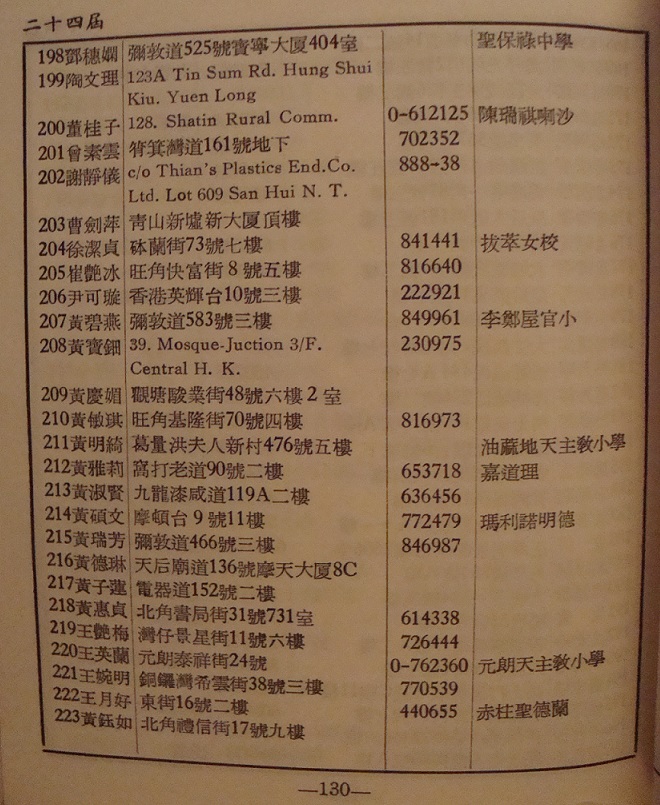 二十四屆
198鄧穗嫻 彌敦道525號寶寧大厦404室 聖保祿中學
199陶文理 123A Tin Sum Rd. Hung Shui
Kiu. Yuen Long
200董桂子 128. Shatin Rural Comm. 0-612125 陳瑞祺喇沙
201曾素雲 筲箕灣道161號地下 702352
202謝靜儀 c/o Thian's Plastics End.Co. 888-38
Ltd. Lot 609 San Hui N. T.
203曹劍萍 青山新墟新大厦頂樓
204徐潔貞 砵蘭街73號七樓 841441 拔萃女校
205崔艷冰 旺角快富街8號五樓 816640
206尹可璇 香港英輝台10號三樓 222921
207黃碧燕 彌敦道583號三樓 849961 李鄭屋官小
208黃寶鈿 39. Mosque-Juction 3/F. 230975
Central H. K.
209黃慶媚 觀塘駿業街48號六樓2室
210黃敏琪 旺角基隆街70號四樓 816973
211黃明綺 葛量洪夫人新村476號五樓 油蔴地天主敎小學
212黃雅莉 窩打老道90號二樓 653718 嘉道理
213黃淑賢 九龍漆咸道119A二樓 636456
214黃碩文 摩頓台9號11樓 772479 瑪利諾明德
215黃瑞芳 彌敦道466號三樓 846987
216黃德琳 天后廟道136號摩天大厦8C
217黃子蓮 電器道152號二樓
218黃惠貞 北角書局街31號731室 614338
219王艷梅 灣仔景星街11號六樓 726444
220王英蘭 元朗泰祥街24號 0-762360 元朗天主敎小學
221王婉明 銅鑼灣希雲街38號三樓 770539
222王月好 東街16號二樓 440655 赤柱聖德蘭
223黃鈺如 北角禮信街17號九樓
—130—